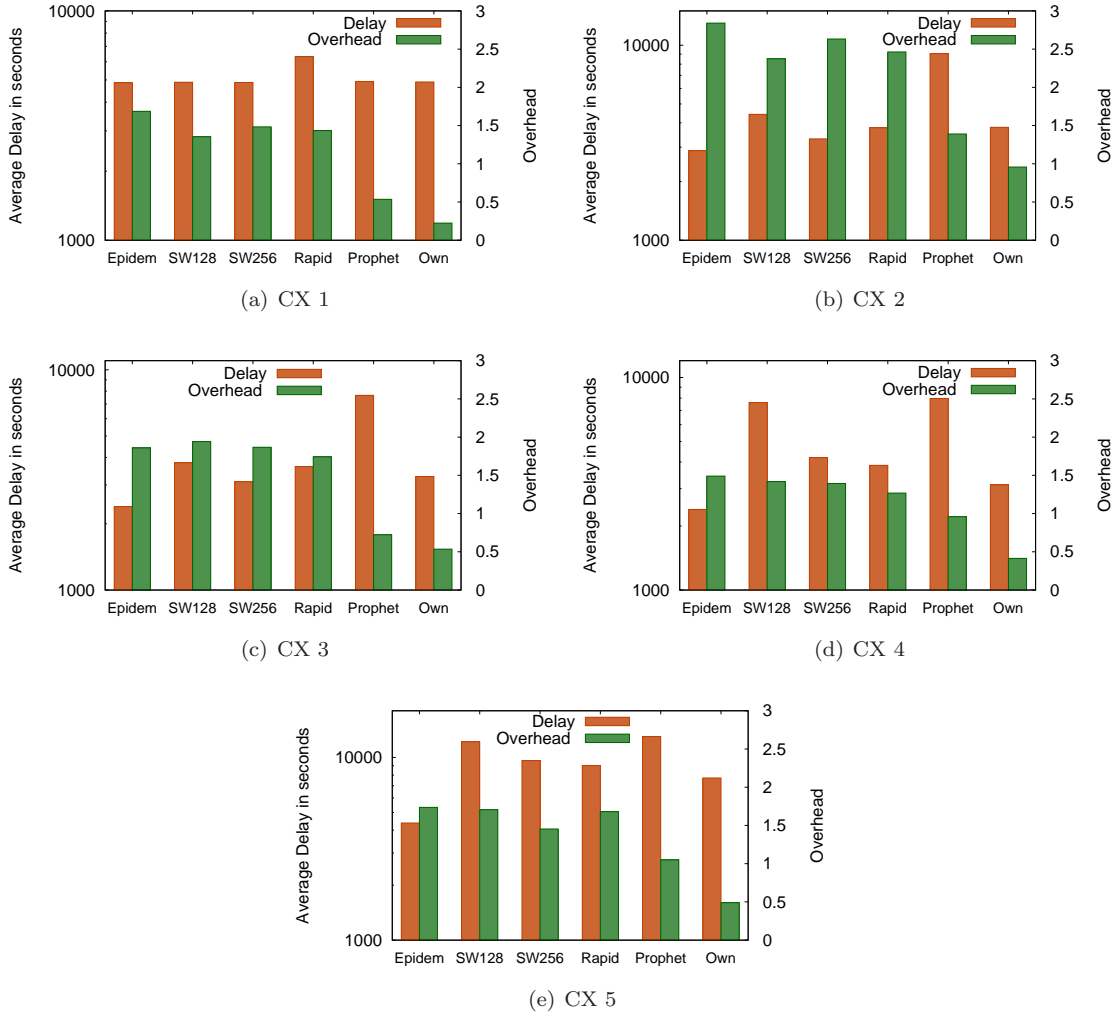 10000
1000
Average Delay in seconds
Delay
Overhead
3
2.5
2
1.5
1
0.5
0
Overhead
Epidem SW128 SW256 Rapid Prophet Own
(a) CX 1
10000
1000
Average Delay in seconds
Delay
Overhead
3
2.5
2
1.5
1
0.5
0
Overhead
Epidem SW128 SW256 Rapid Prophet Own
(b) CX 2
10000
1000
Average Delay in seconds
Delay
Overhead
3
2.5
2
1.5
1
0.5
0
Overhead
Epidem SW128 SW256 Rapid Prophet Own
(c) CX 3
10000
1000
Average Delay in seconds
Delay
Overhead
3
2.5
2
1.5
1
0.5
0
Overhead
Epidem SW128 SW256 Rapid Prophet Own
(d) CX 4
10000
1000
Average Delay in seconds
Delay
Overhead
3
2.5
2
1.5
1
0.5
0
Overhead
Epidem SW128 SW256 Rapid Prophet Own
(e) CX 5